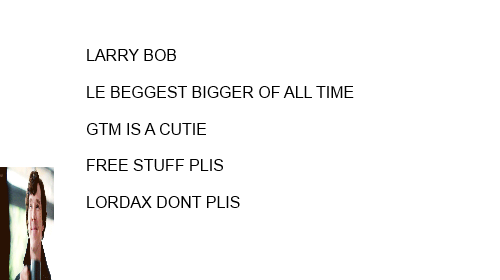 LARRY BOB
LE BEGGEST BIGGER OF ALL TIME
GTM IS A CUTIE
FREE STUFF PLIS
LORDAX DONT PLIS